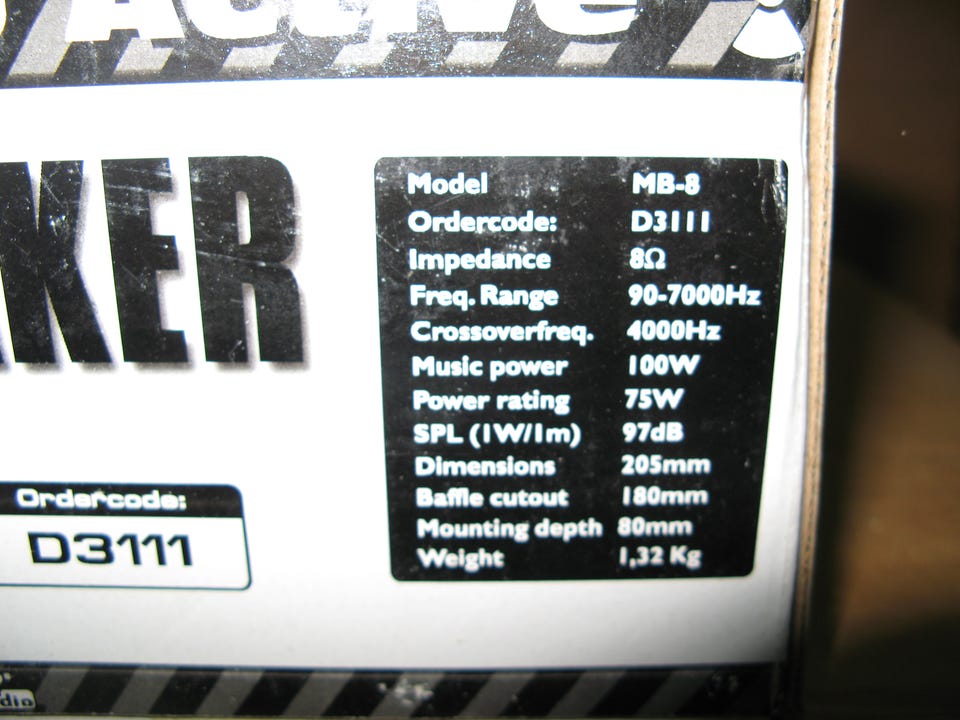 Active
KER
Model MB-8
Ordercode: D3111
Impedance 8Ω
Freq. Range 90-7000Hz
Crossoverfreq. 4000Hz
Music power 100W
Power rating 75W
SPL (1W/1m) 97dB
Dimensions 205mm
Baffle cutout 180mm
Mounting depth 80mm
Weight 1,32 Kg
Ordercode:
D3111
dio